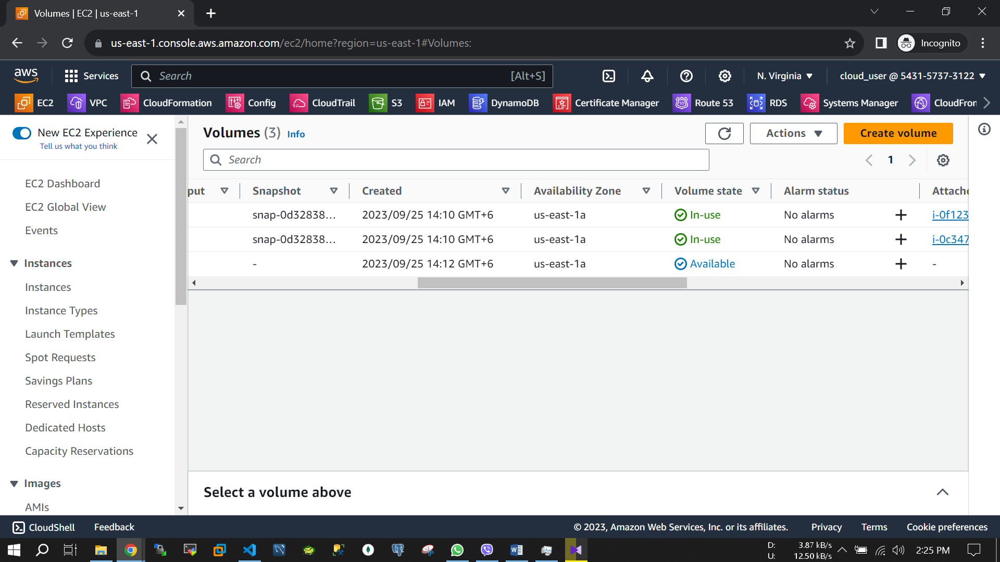 Volumes | EC2 | us-east-1
us-east-1.console.aws.amazon.com/ec2/home?region=us-east-1#Volumes:
Incognito
aws
Services
Search
[Alt+S]
N. Virginia
cloud_user @ 5431-5737-3122
EC2
VPC
CloudFormation
Config
CloudTrail
S3
IAM
DynamoDB
Certificate Manager
Route 53
RDS
Systems Manager
CloudFron
New EC2 Experience
Tell us what you think
EC2 Dashboard
EC2 Global View
Events
Instances
Instances
Instance Types
Launch Templates
Spot Requests
Savings Plans
Reserved Instances
Dedicated Hosts
Capacity Reservations
Images
AMIs
Volumes (3) Info
Actions
Create volume
Search
1
put Snapshot Created Availability Zone Volume state Alarm status Attache
snap-0d32838... 2023/09/25 14:10 GMT+6 us-east-1a In-use No alarms + i-0f123
snap-0d32838... 2023/09/25 14:10 GMT+6 us-east-1a In-use No alarms + i-0c347
- 2023/09/25 14:12 GMT+6 us-east-1a Available No alarms + -
Select a volume above
CloudShell
Feedback
© 2023, Amazon Web Services, Inc. or its affiliates.
Privacy
Terms
Cookie preferences
D: 3.87 kB/s
U: 12.50 kB/s
2:25 PM